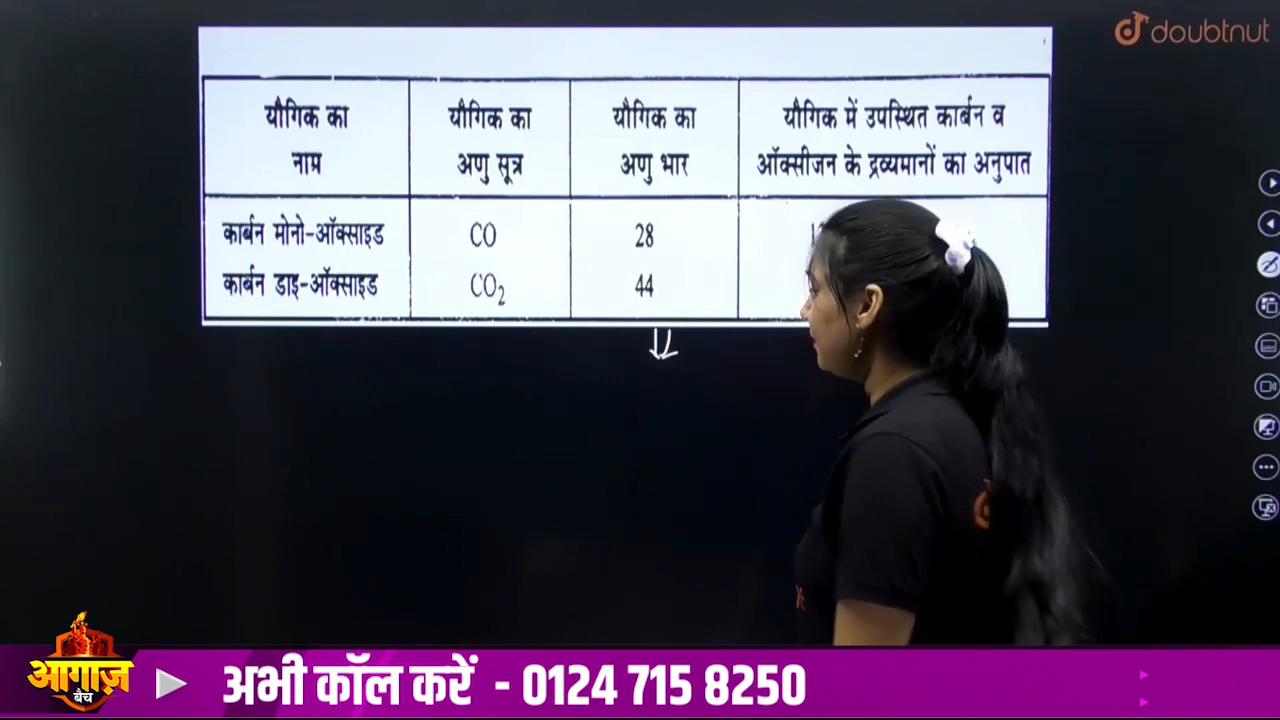 doubtnut
यौगिक का नाम
यौगिक का अणु सूत्र
यौगिक का अणु भार
यौगिक में उपस्थित कार्बन व ऑक्सीजन के द्रव्यमानों का अनुपात
कार्बन मोनो-ऑक्साइड CO 28
कार्बन डाइ-ऑक्साइड CO₂ 44
आगाज़
बैच
अभी कॉल करें - 0124 715 8250